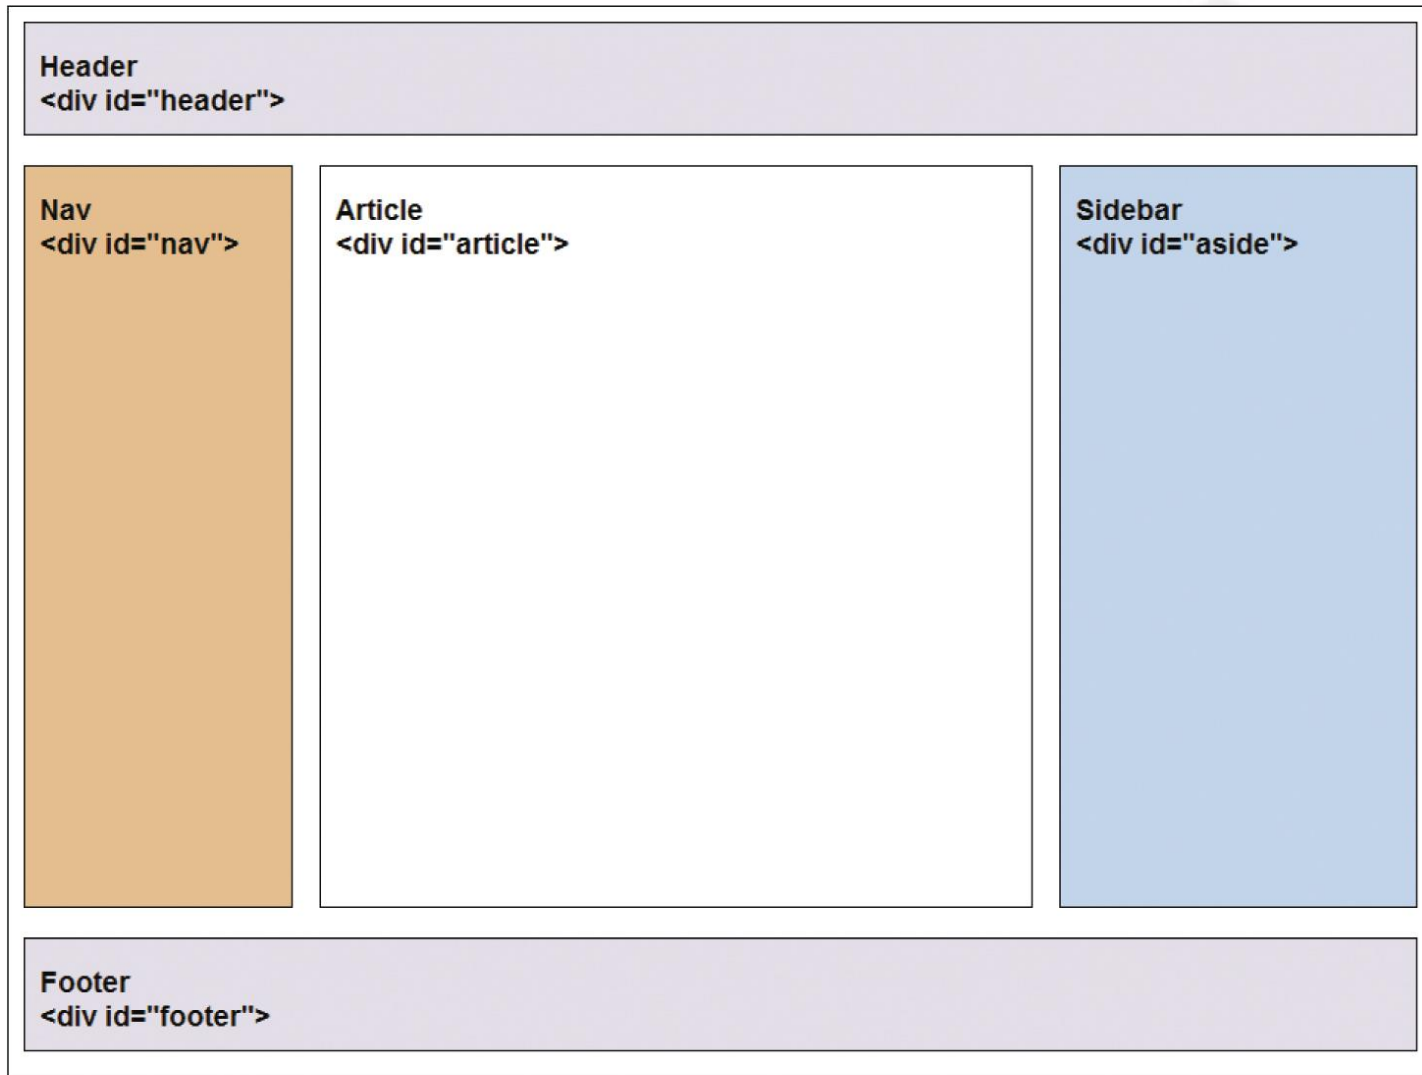 Header
<div id="header">
Nav
<div id="nav">
Article
<div id="article">
Sidebar
<div id="aside">
Footer
<div id="footer">